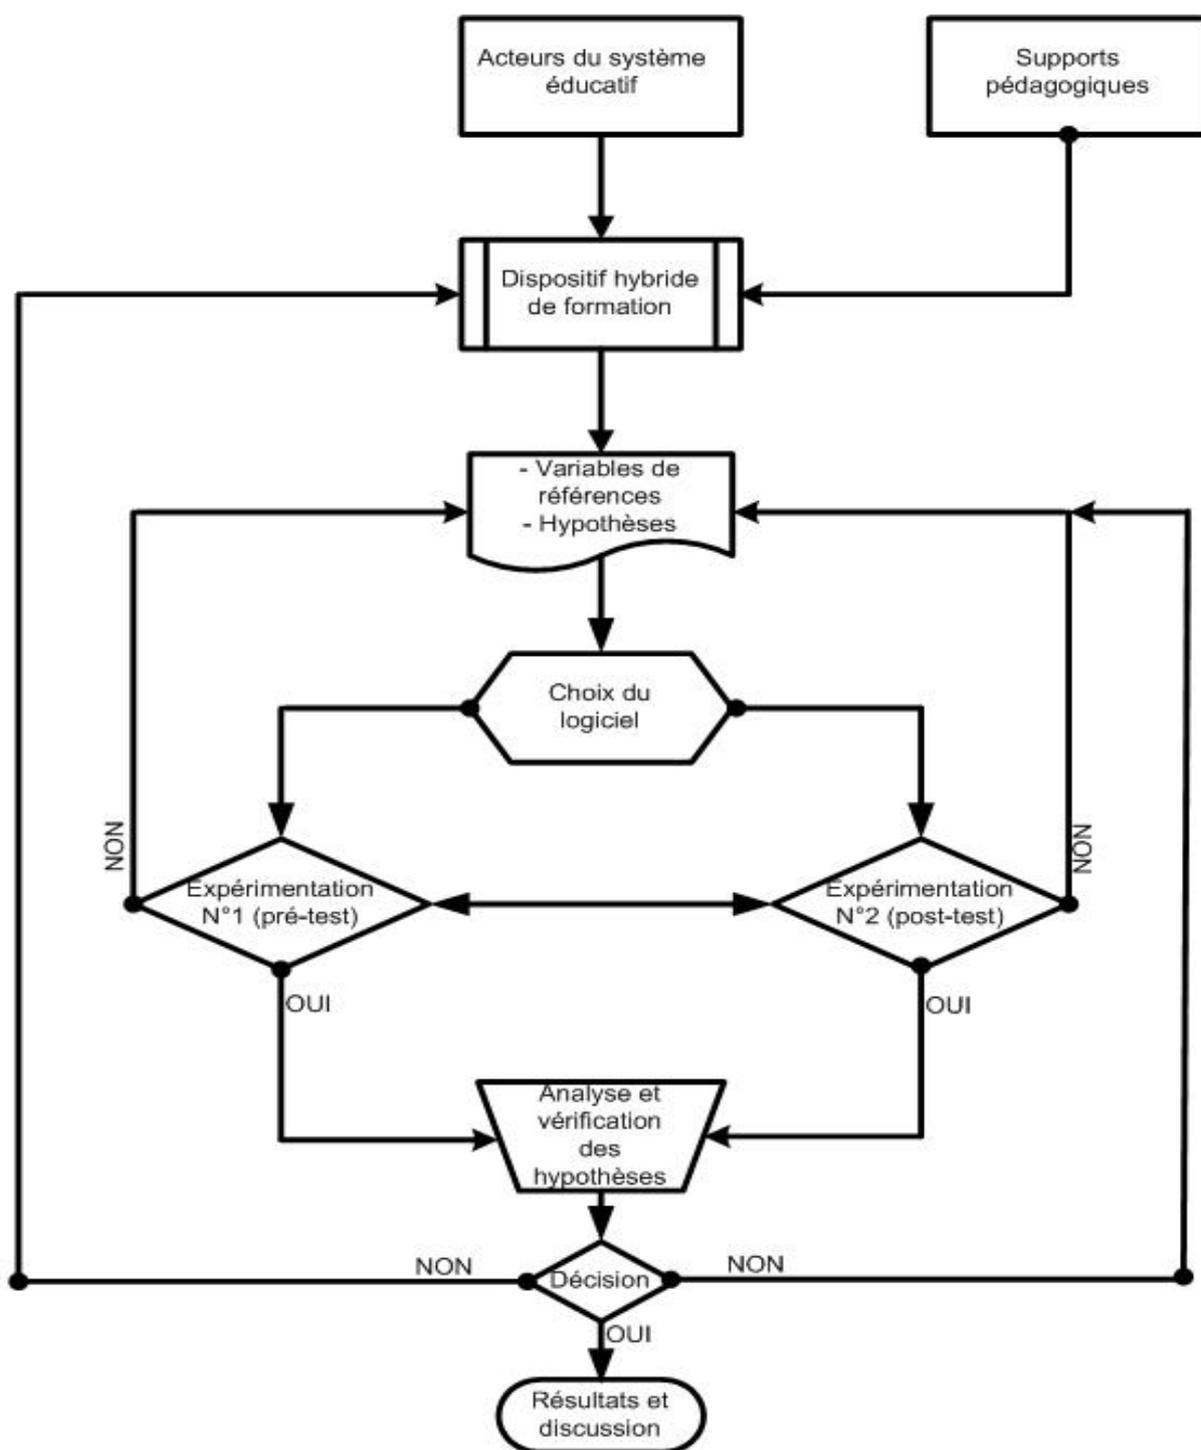 Acteurs du système
éducatif
Supports
pédagogiques
Dispositif hybride
de formation
- Variables de
références
- Hypothèses
Choix du
logiciel
NON
Expérimentation
N°1 (pré-test)
OUI
Expérimentation
N°2 (post-test)
NON
OUI
Analyse et
vérification
des
hypothèses
NON
Décision
NON
OUI
Résultats et
discussion